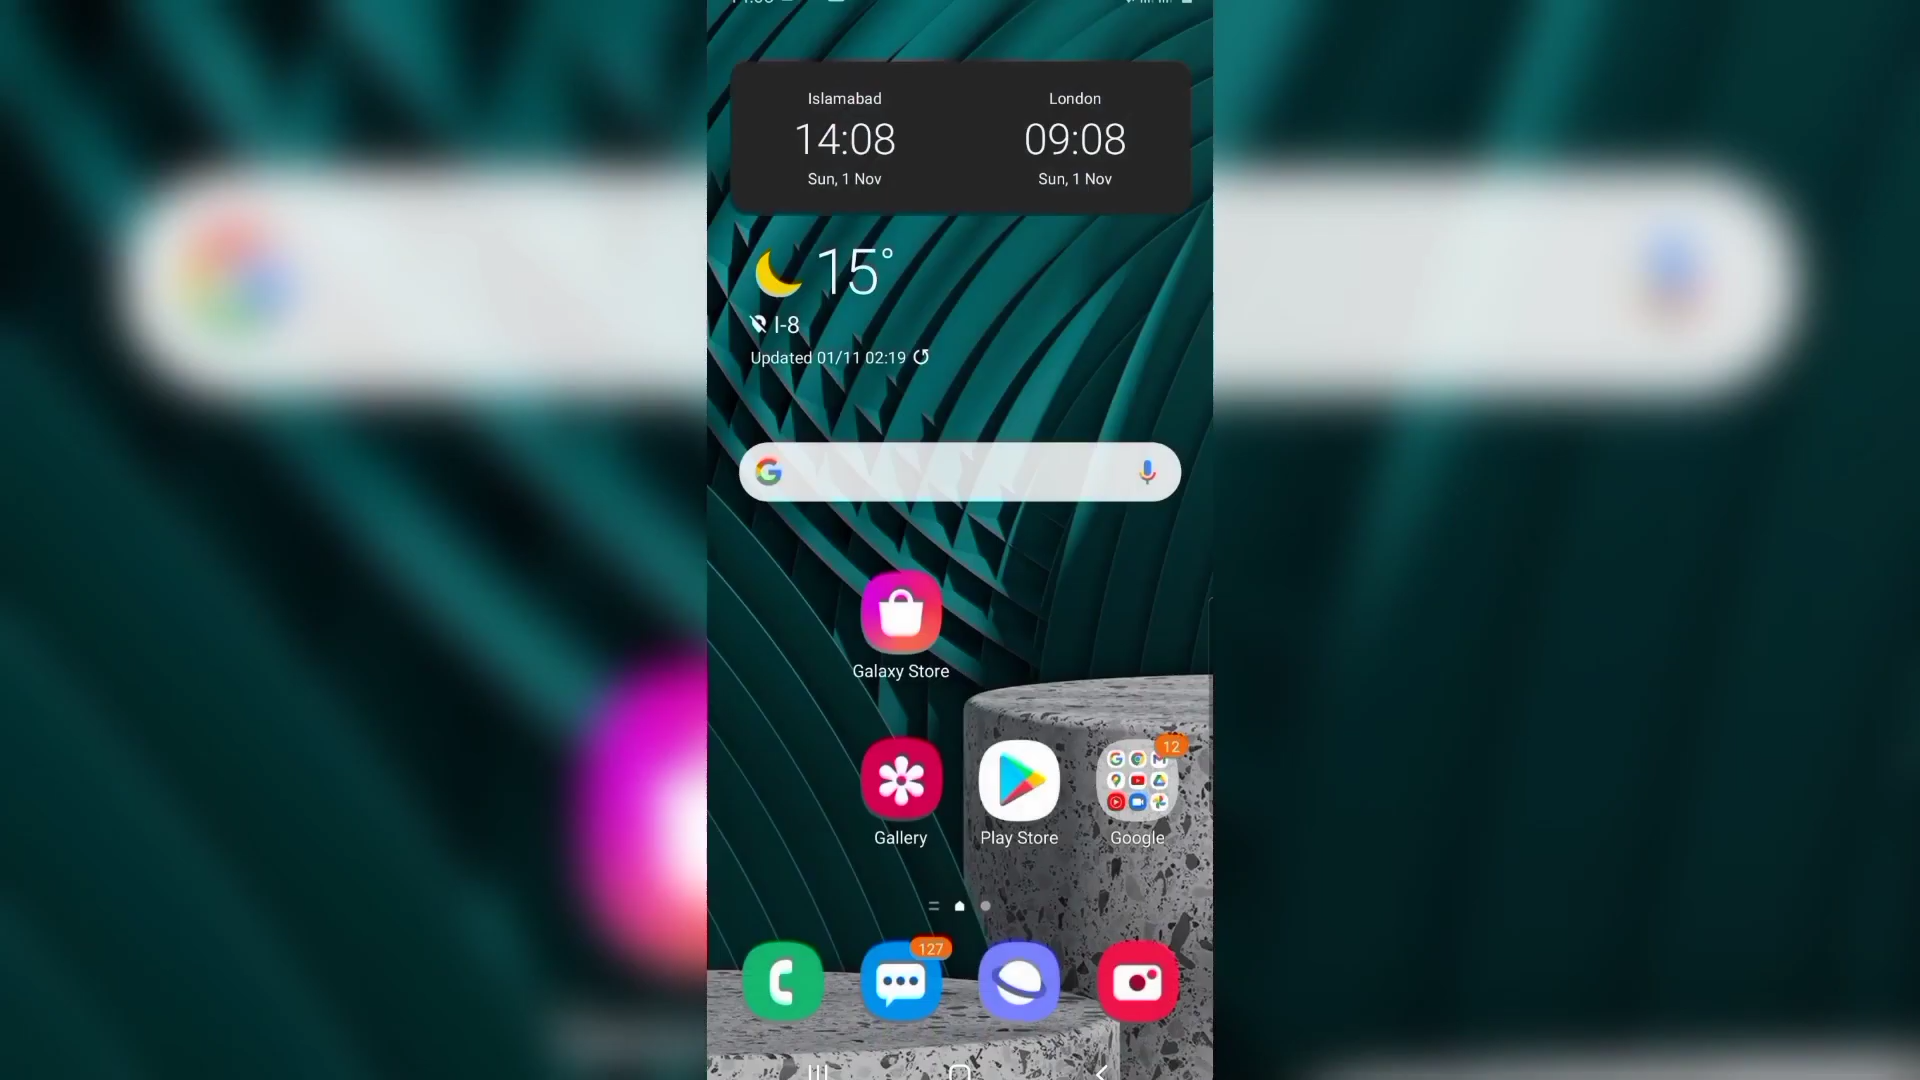 Islamabad London
14:08 09:08
Sun, 1 Nov Sun, 1 Nov
15°
I-8
Updated 01/11 02:19
Galaxy Store
12
Gallery Play Store Google
127